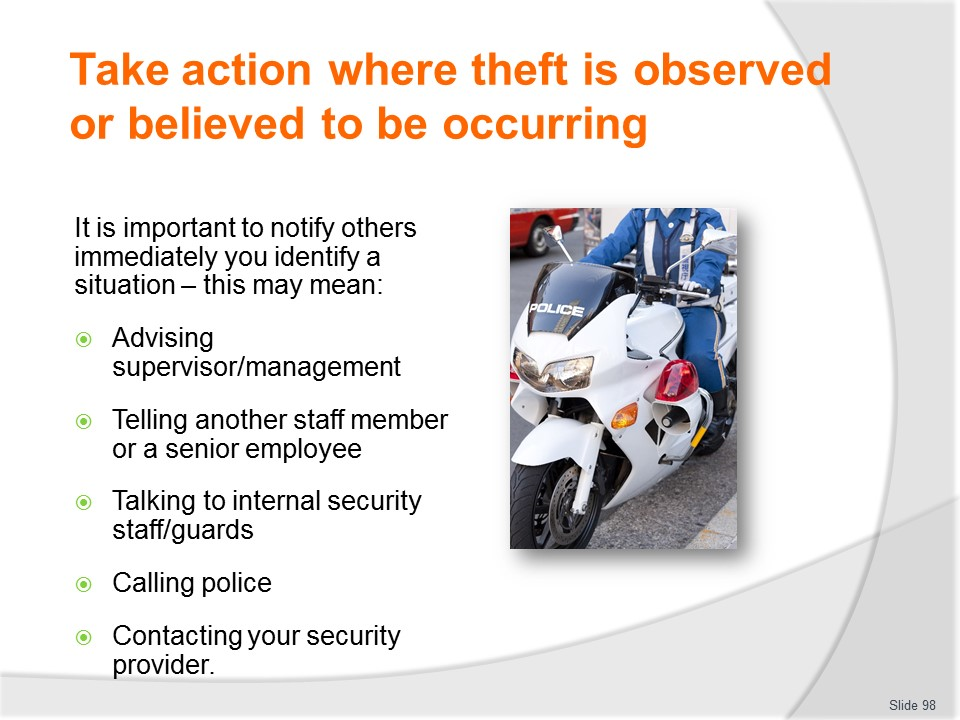 Take action where theft is observed
or believed to be occurring
It is important to notify others
immediately you identify a
situation – this may mean:
Advising
supervisor/management
Telling another staff member
or a senior employee
Talking to internal security
staff/guards
Calling police
Contacting your security
provider.
POLICE
Slide 98